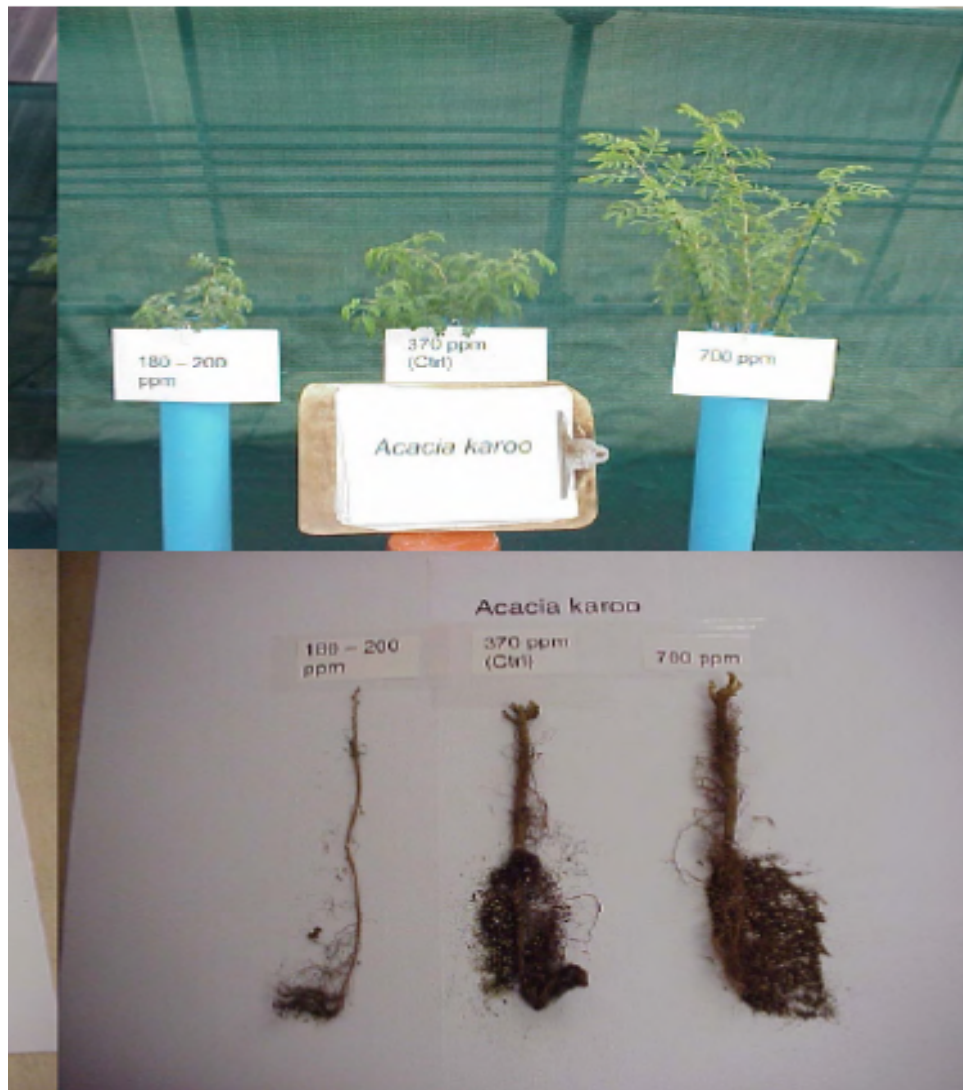 180 – 200
ppm
370 ppm
(Ctrl)
700 ppm
Acacia karoo
Acacia karoo
180 – 200
ppm
370 ppm
(Ctrl)
700 ppm